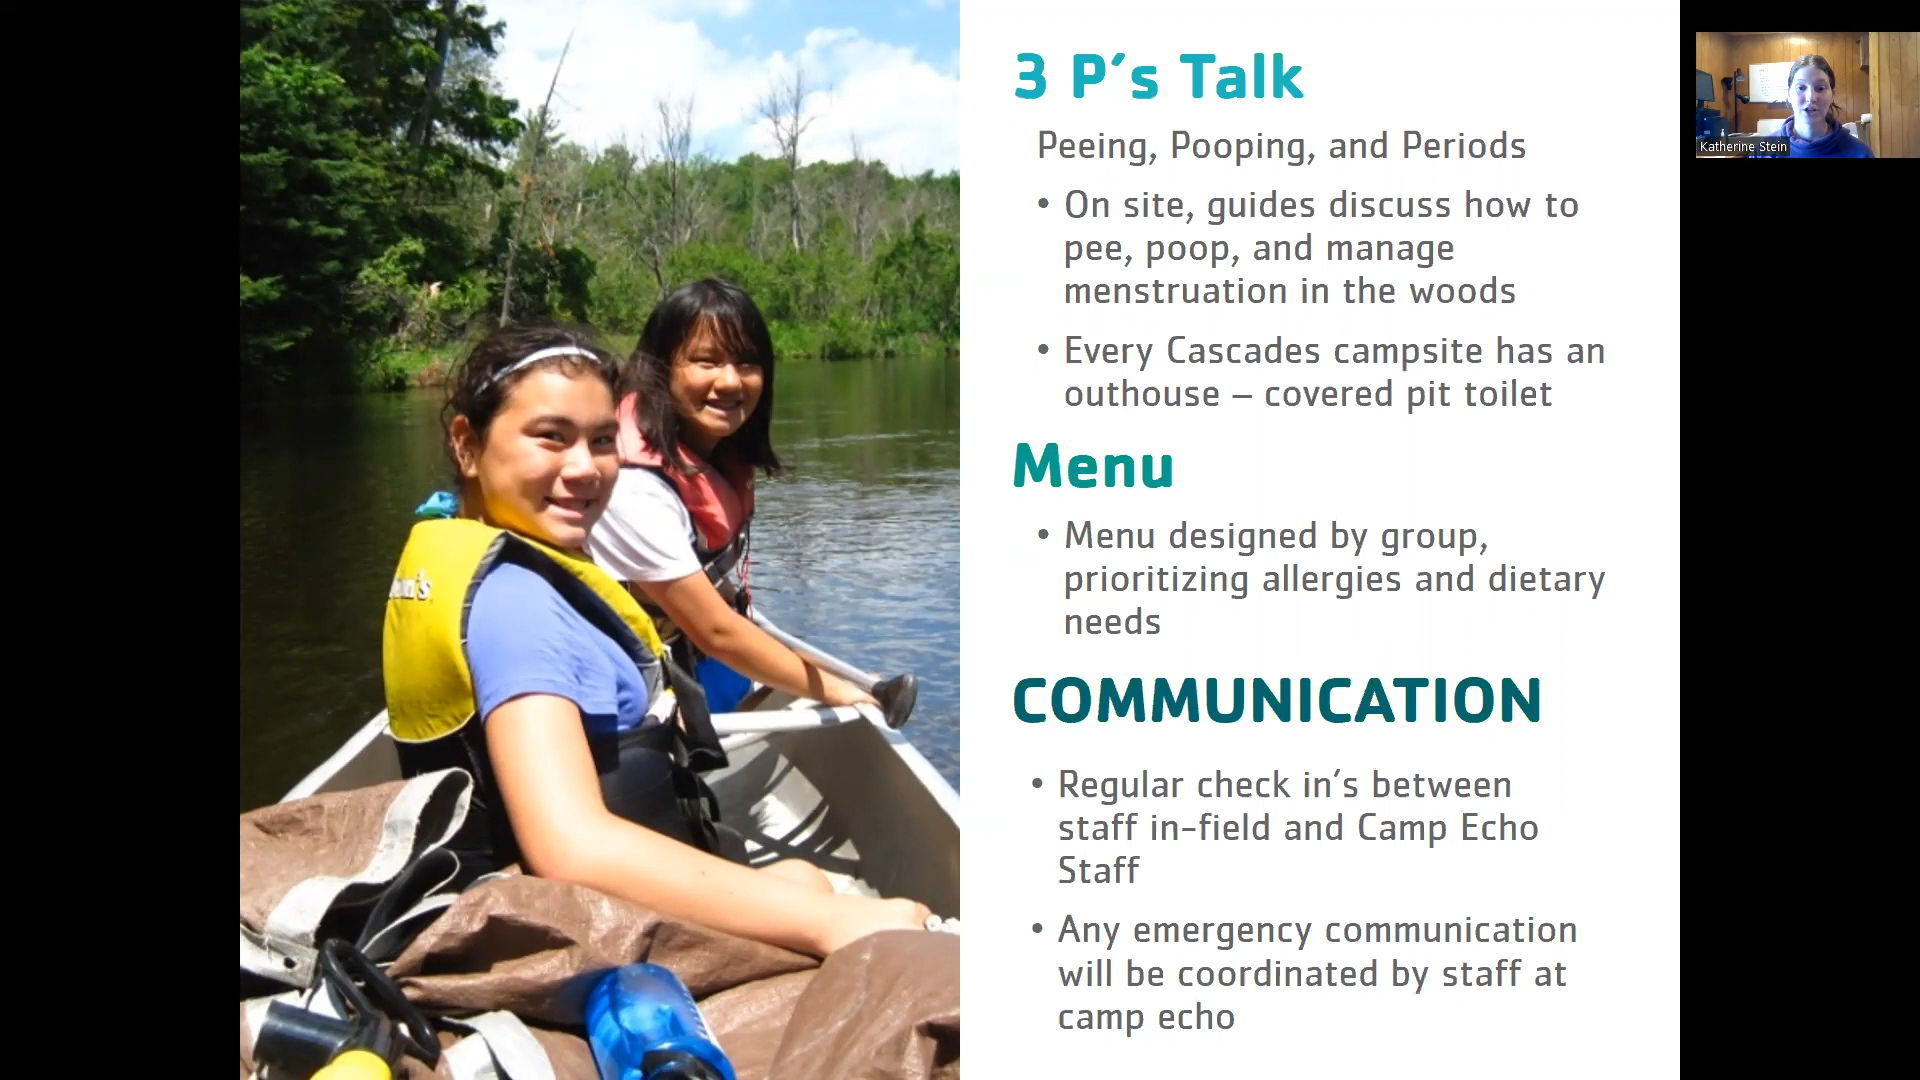 3 P's Talk
Peeing, Pooping, and Periods
• On site, guides discuss how to
pee, poop, and manage
menstruation in the woods
• Every Cascades campsite has an
outhouse – covered pit toilet
Menu
• Menu designed by group,
prioritizing allergies and dietary
needs
COMMUNICATION
• Regular check in's between
staff in-field and Camp Echo
Staff
• Any emergency communication
will be coordinated by staff at
camp echo
Katherine Stein